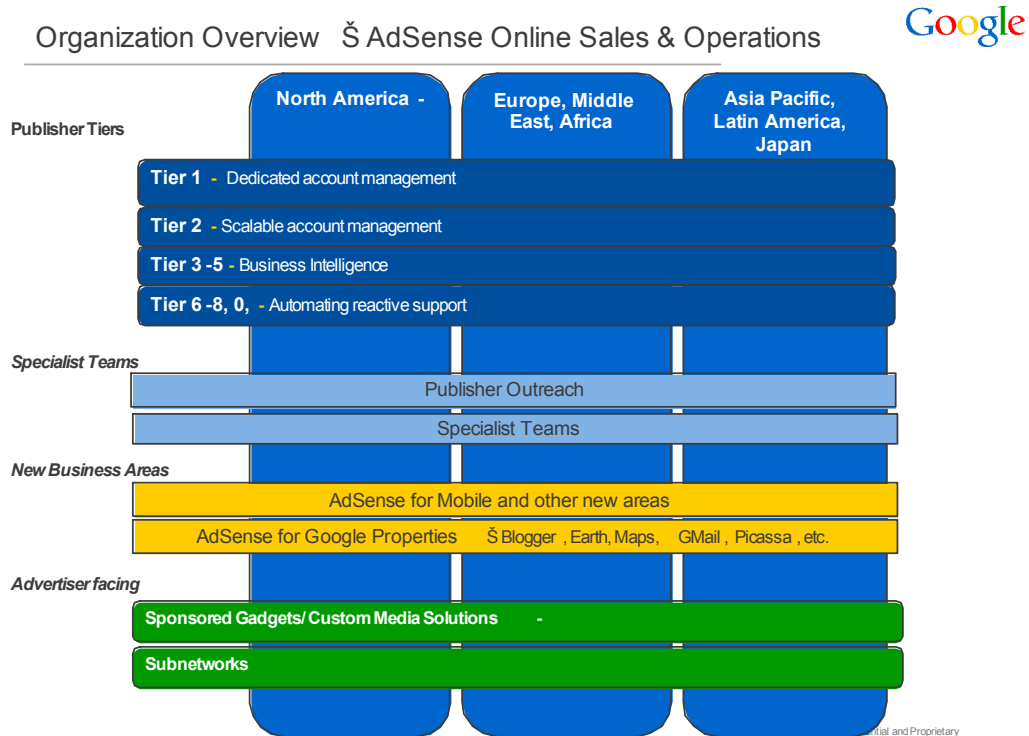 Organization Overview Š AdSense Online Sales & Operations
Google
North America -
Europe, Middle
East, Africa
Asia Pacific,
Latin America,
Japan
Publisher Tiers
Tier 1 - Dedicated account management
Tier 2 - Scalable account management
Tier 3 -5 - Business Intelligence
Tier 6 -8, 0, - Automating reactive support
Specialist Teams
Publisher Outreach
Specialist Teams
New Business Areas
AdSense for Mobile and other new areas
AdSense for Google Properties Š Blogger , Earth, Maps, GMail , Picassa , etc.
Advertiser facing
Sponsored Gadgets/ Custom Media Solutions -
Subnetworks
and Proprietary